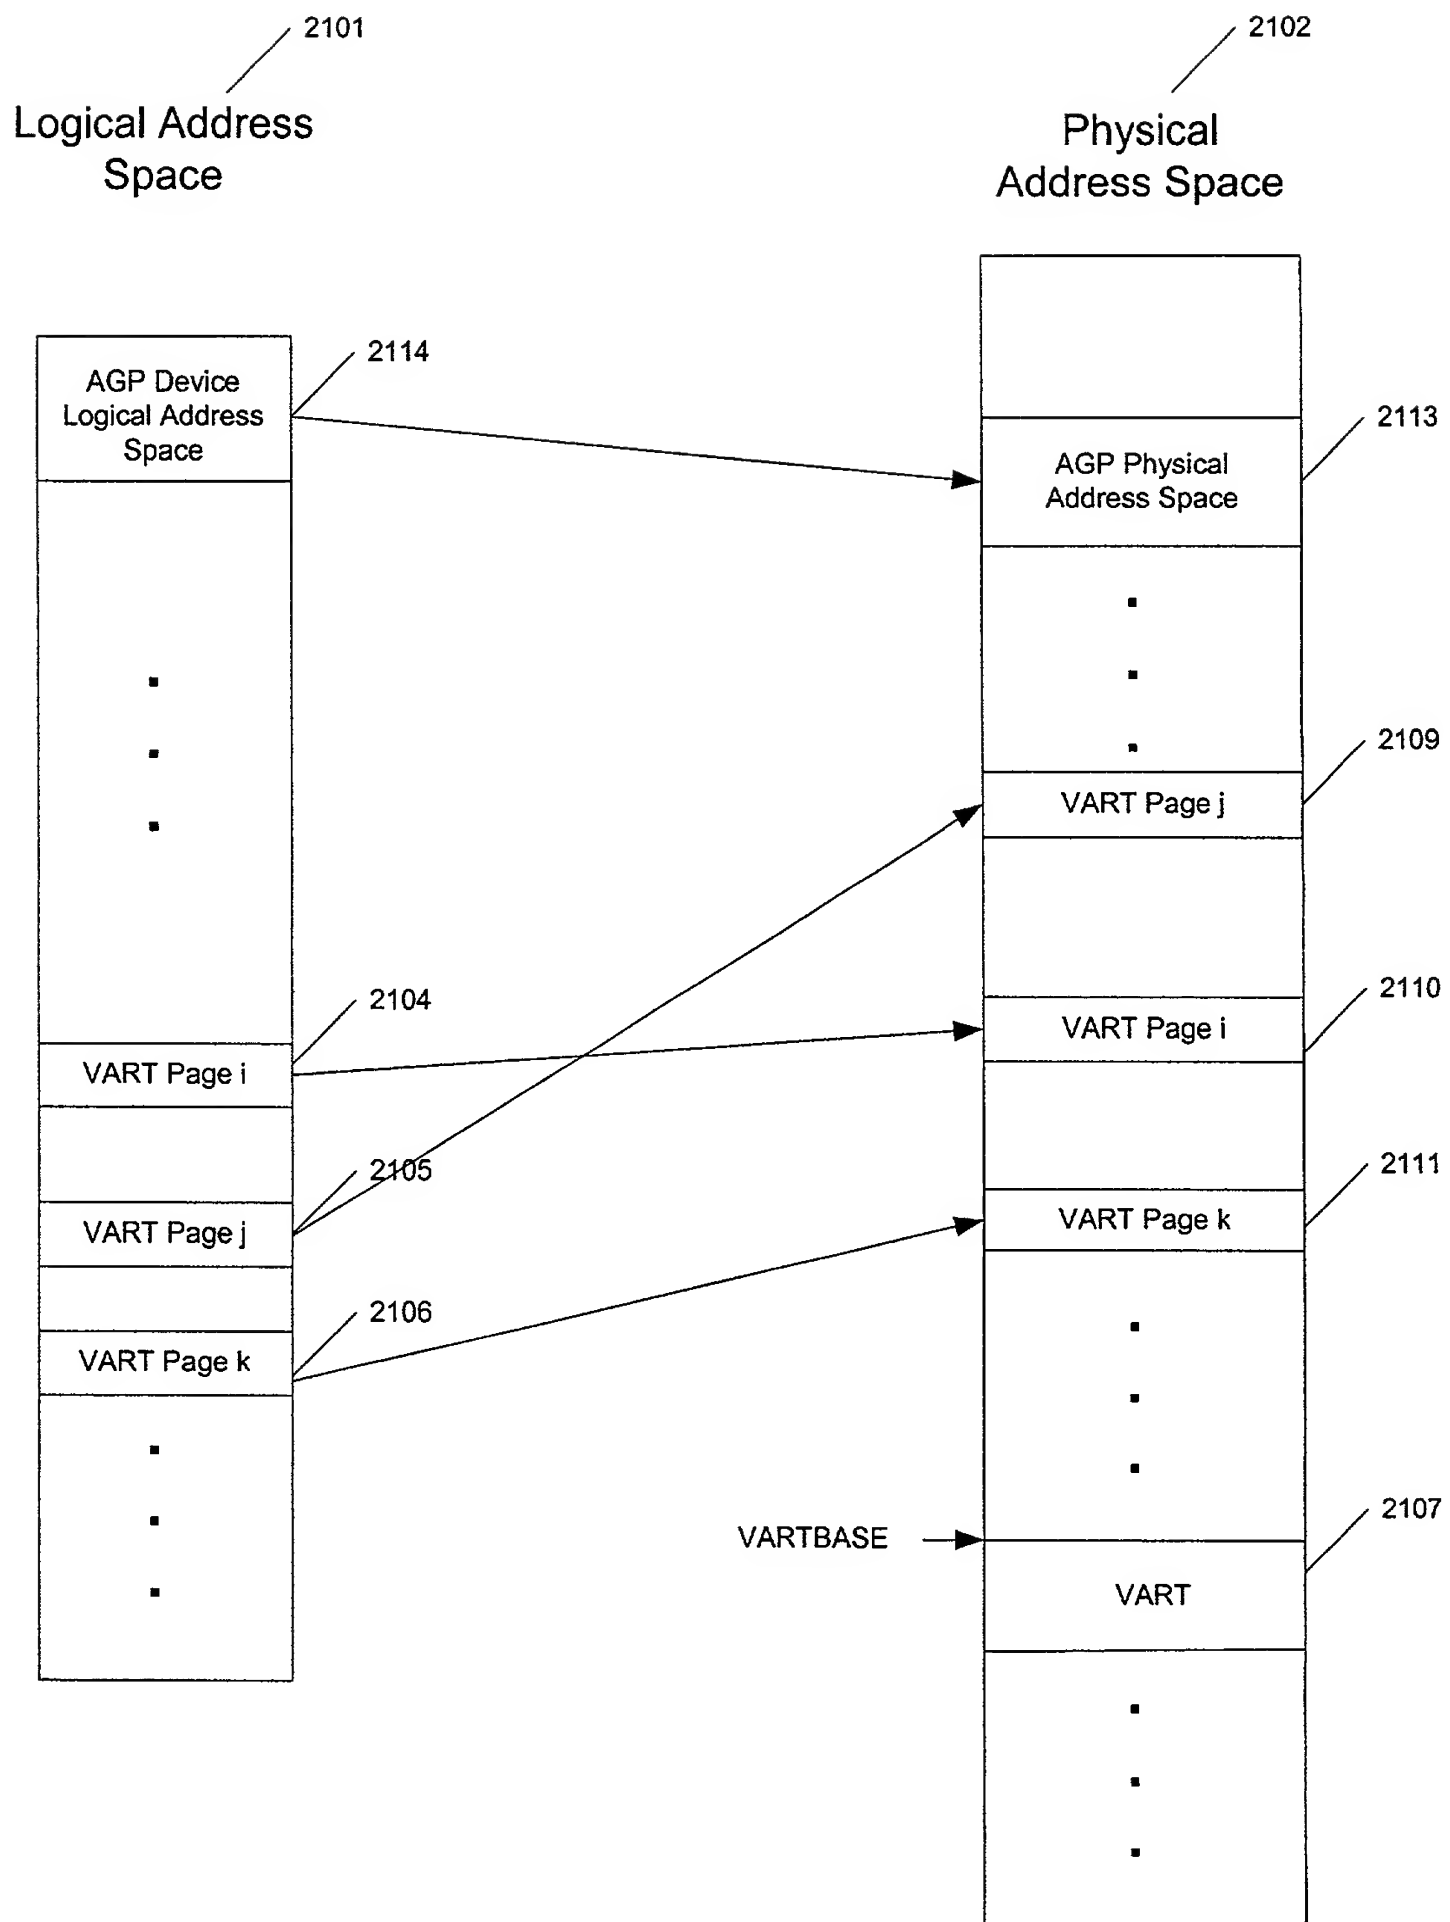 2101
2102
Logical Address
Space
Physical
Address Space
2114
AGP Device
Logical Address
Space
2113
AGP Physical
Address Space
2109
VART Page j
2104
2110
VART Page i
VART Page i
2105
2111
VART Page j
VART Page k
2106
VART Page k
2107
VARTBASE
VART